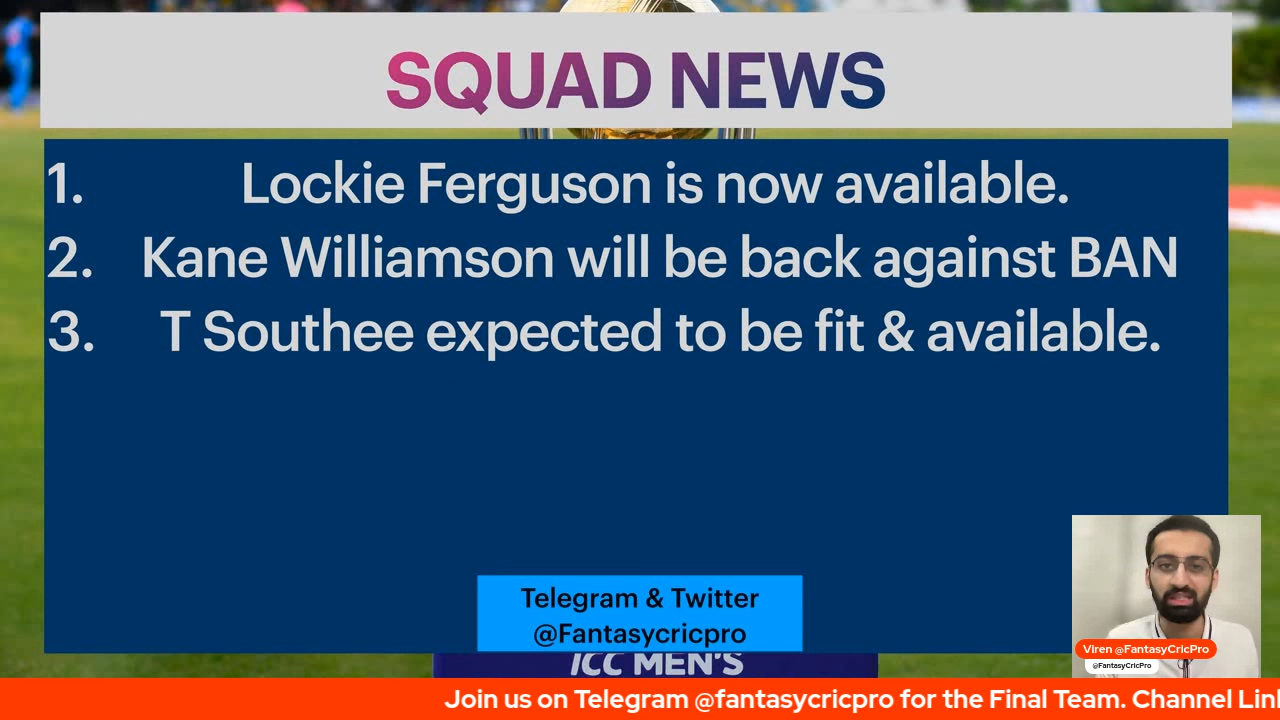 SQUAD NEWS
1. Lockie Ferguson is now available.
2. Kane Williamson will be back against BAN
3. T Southee expected to be fit & available.
Telegram & Twitter
@Fantasycricpro
ICC MEN'S
Viren @FantasyCricPro
@FantasyCricPro
Join us on Telegram @fantasycricpro for the Final Team. Channel Lin